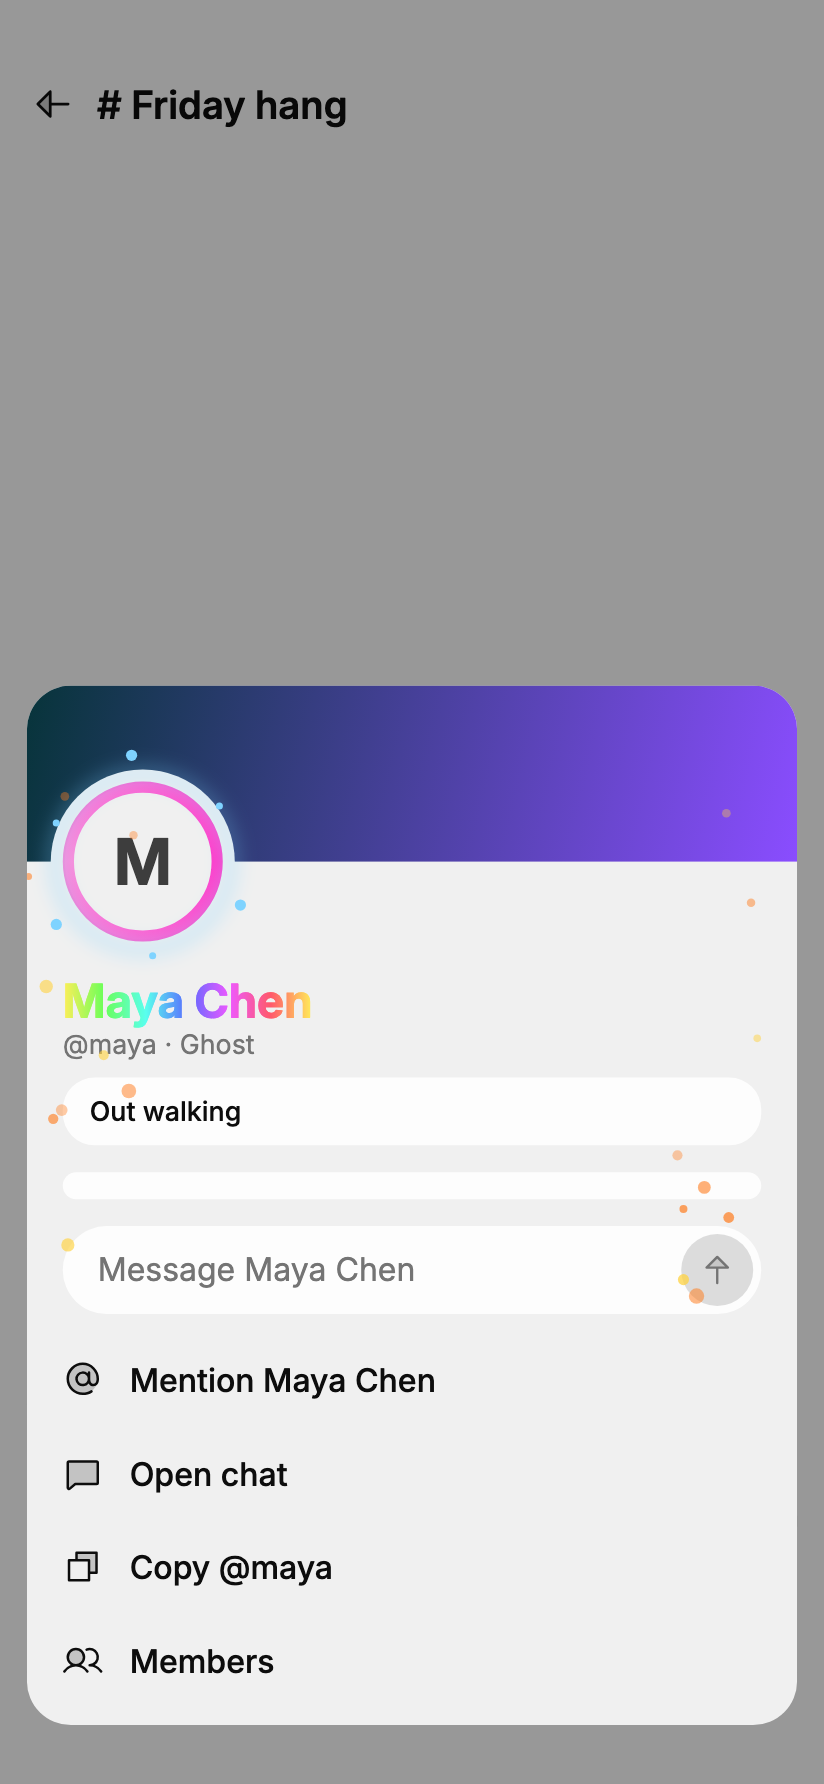 # Friday hang
M
Maya Chen
@maya · Ghost
Out walking
Message Maya Chen
Mention Maya Chen
Open chat
Copy @maya
Members